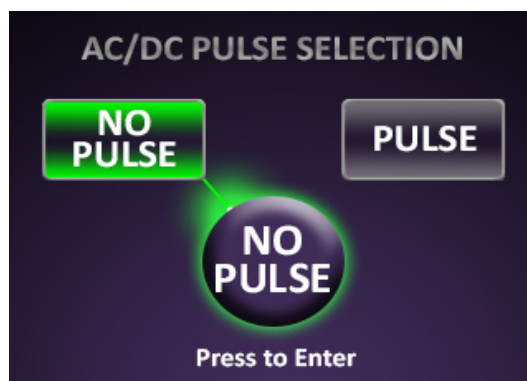 AC/DC PULSE SELECTION
NO
PULSE
PULSE
NO
PULSE
Press to Enter